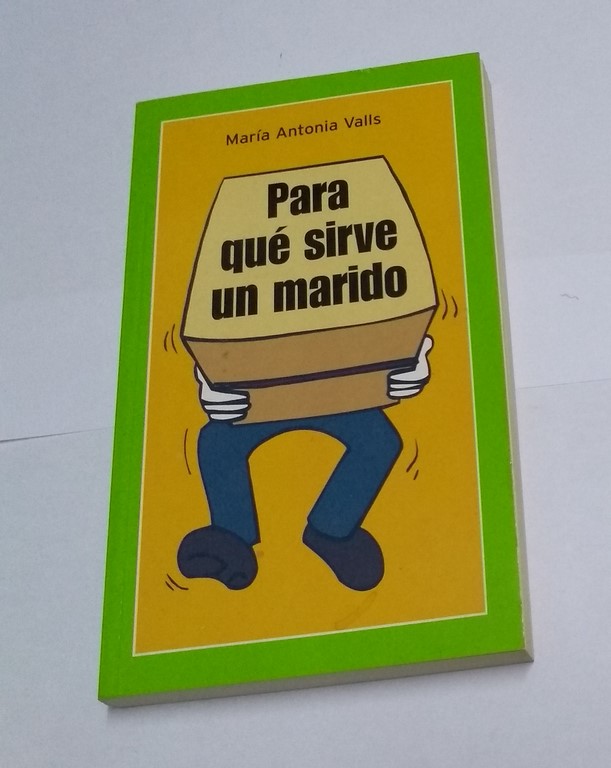 María Antonia Valls
Para
qué sirve
un marido